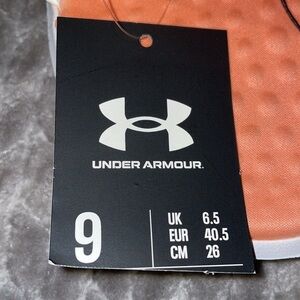 UNDER ARMOUR.
9
UK 6.5
EUR 40.5
CM 26